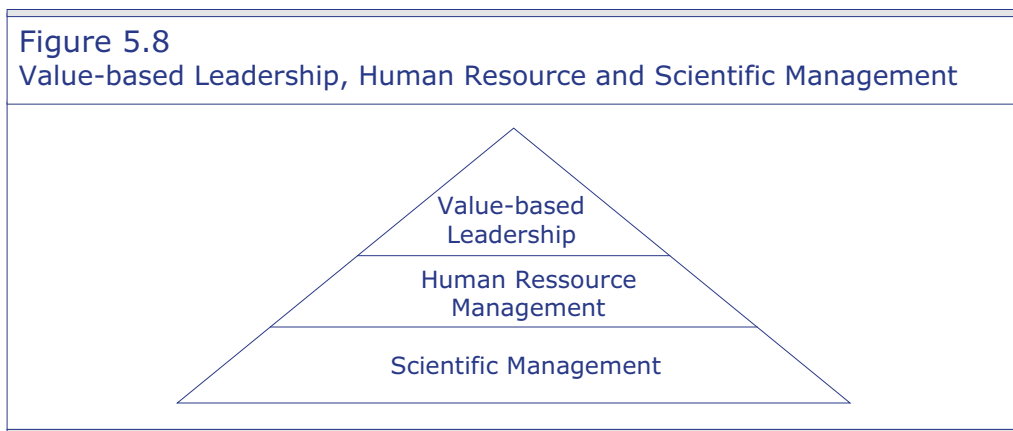 Figure 5.8
Value-based Leadership, Human Resource and Scientific Management
Value-based
Leadership
Human Ressource
Management
Scientific Management